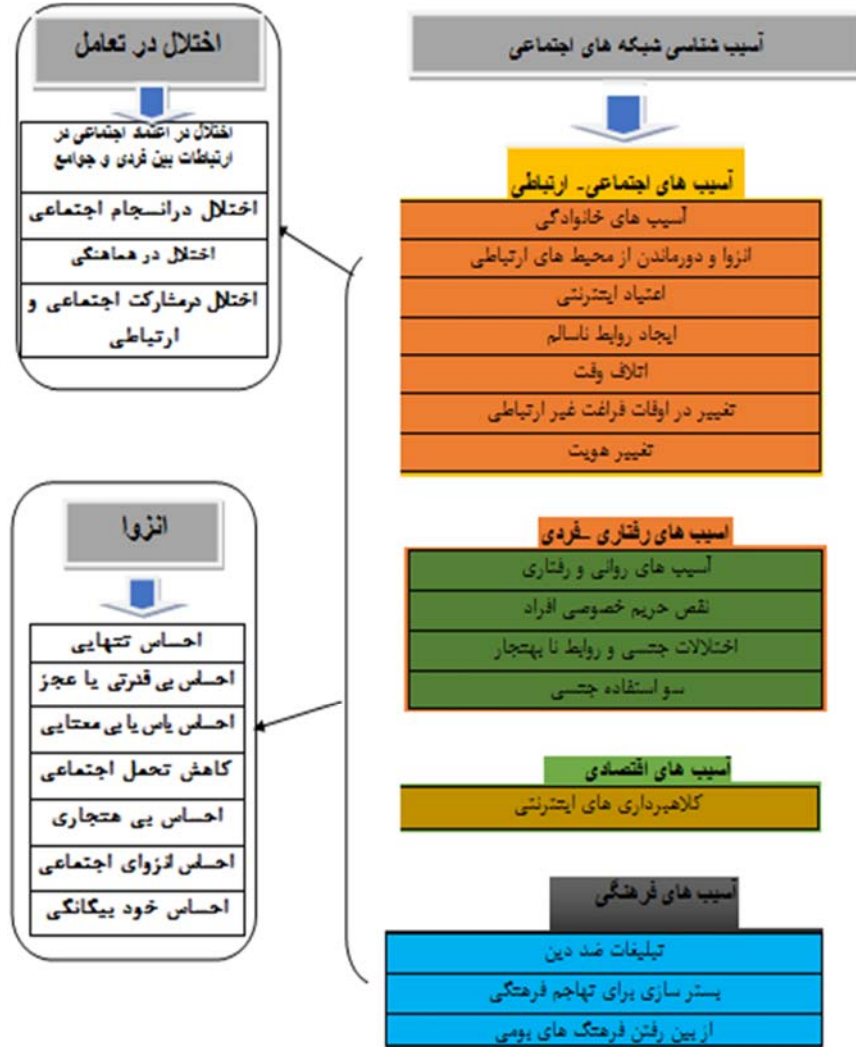 آسیب شناسی شبکه های اجتماعی
آسیب های اجتماعی- ارتباطی
آسیب های خانوادگی
انزوا و دورماندن از محیط های ارتباطی
اعتیاد اینترنتی
ایجاد روابط ناسالم
اتلاف وقت
تغییر در اوقات فراغت غیر ارتباطی
تغییر هویت
اسیب های رفتاری -فردی
آسیب های روانی و رفتاری
نقص حریم خصوصی افراد
اختلالات جنسی و روابط نا بهنجار
سو استفاده جنسی
آسیب های اقتصادی
کلاهبرداری های اینترنتی
آسیب های فرهنگی
تبلیغات ضد دین
بستر سازی برای تهاجم فرهنگی
از بین رفتن فرهنگ های بومی
اختلال در تعامل
اختلال در اعتماد اجتماعی در
ارتباطات بین فردی و جوامع
اختلال درانسجام اجتماعی
اختلال در هماهنگی
اختلال درمشارکت اجتماعی و
ارتباطی
انزوا
احساس تنهایی
احساس بی قدرتی یا عجز
احساس یاس یا بی معنایی
کاهش تحمل اجتماعی
احساس بی هنجاری
احساس انزوای اجتماعی
احساس خود بیگانگی